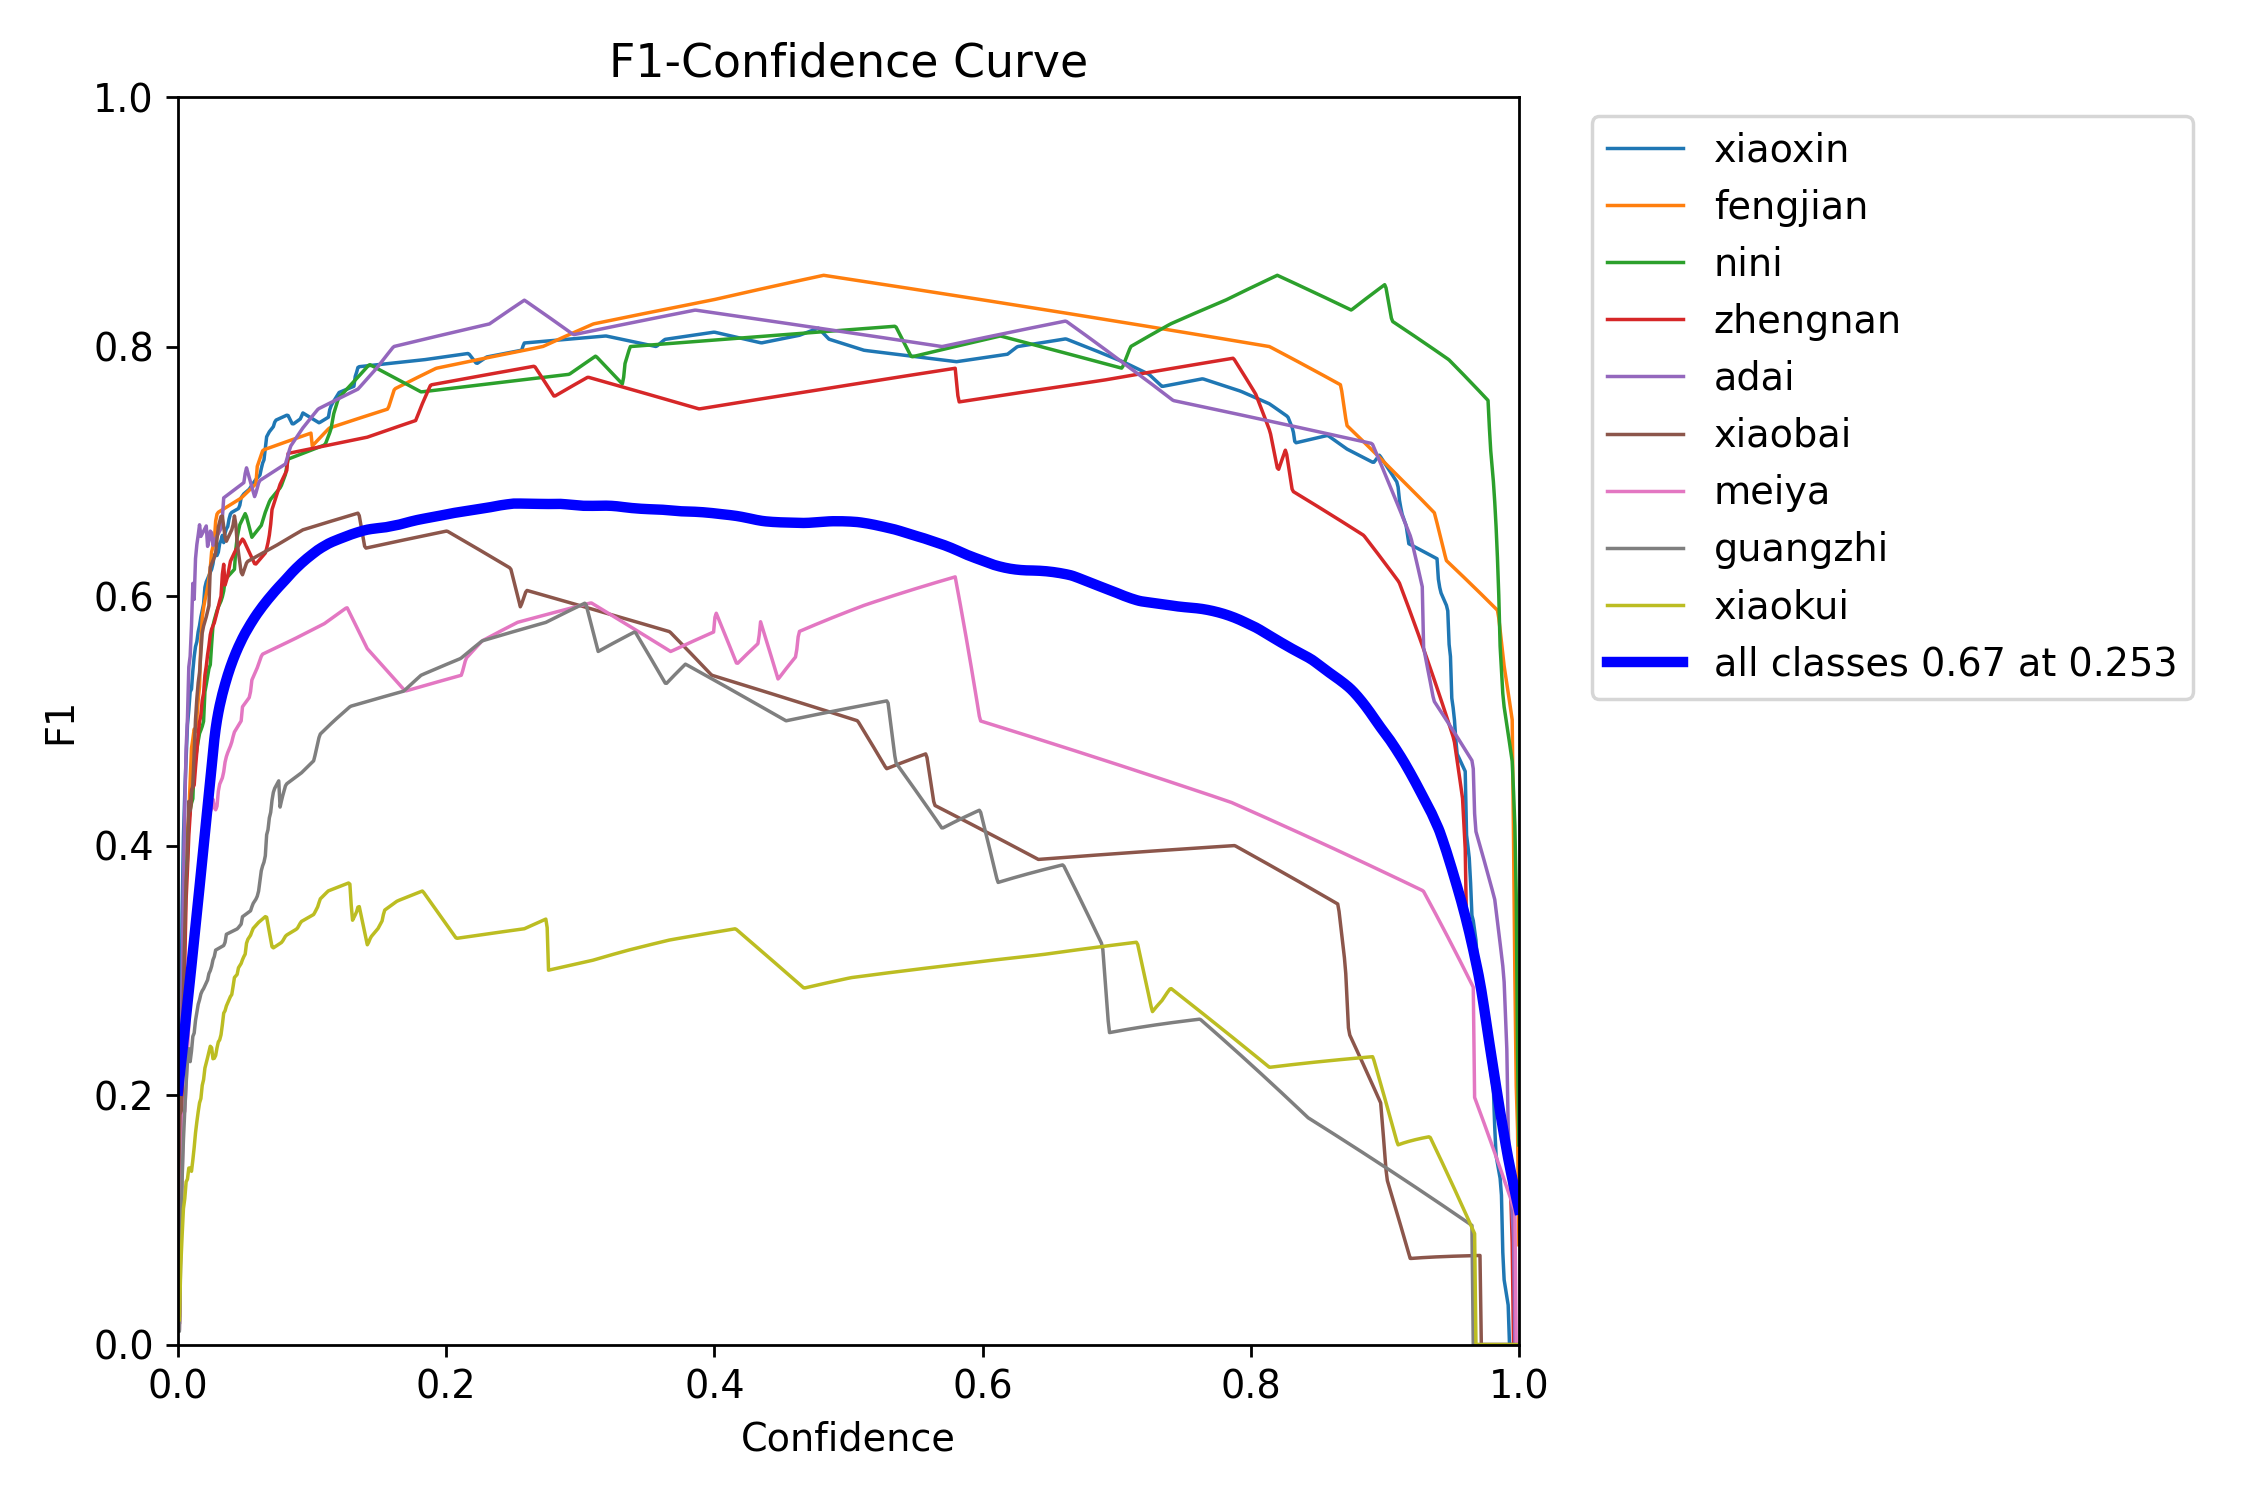 F1-Confidence Curve
1.0
0.8
0.6
0.4
0.2
0.0
F1
0.0 0.2 0.4 0.6 0.8 1.0
Confidence
xiaoxin
fengjian
nini
zhengnan
adai
xiaobai
meiya
guangzhi
xiaokui
all classes 0.67 at 0.253